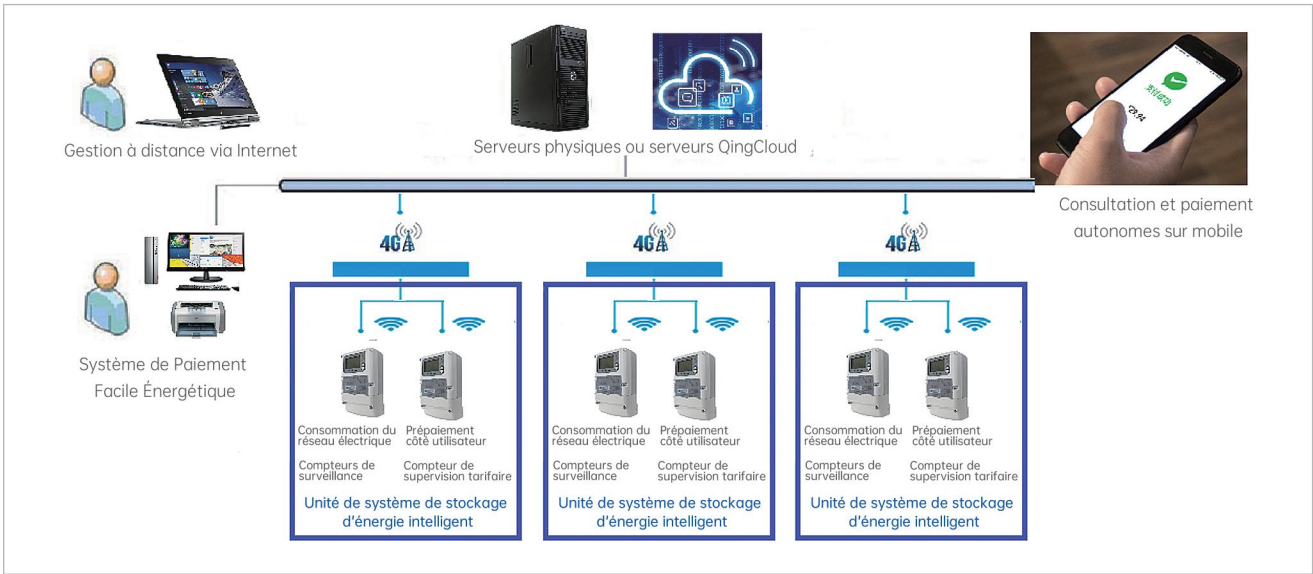 Gestion à distance via Internet
Serveurs physiques ou serveurs QingCloud
支付成功
Consultation et paiement
autonomes sur mobile
Système de Paiement
Facile Énergétique
4G
4G
4G
Consommation du
réseau électrique
Prépaiement
côté utilisateur
Compteurs de
surveillance
Compteur de
supervision tarifaire
Unité de système de stockage
d'énergie intelligent
Consommation du
réseau électrique
Prépaiement
côté utilisateur
Compteurs de
surveillance
Compteur de
supervision tarifaire
Unité de système de stockage
d'énergie intelligent
Consommation du
réseau électrique
Prépaiement
côté utilisateur
Compteurs de
surveillance
Compteur de
supervision tarifaire
Unité de système de stockage
d'énergie intelligent